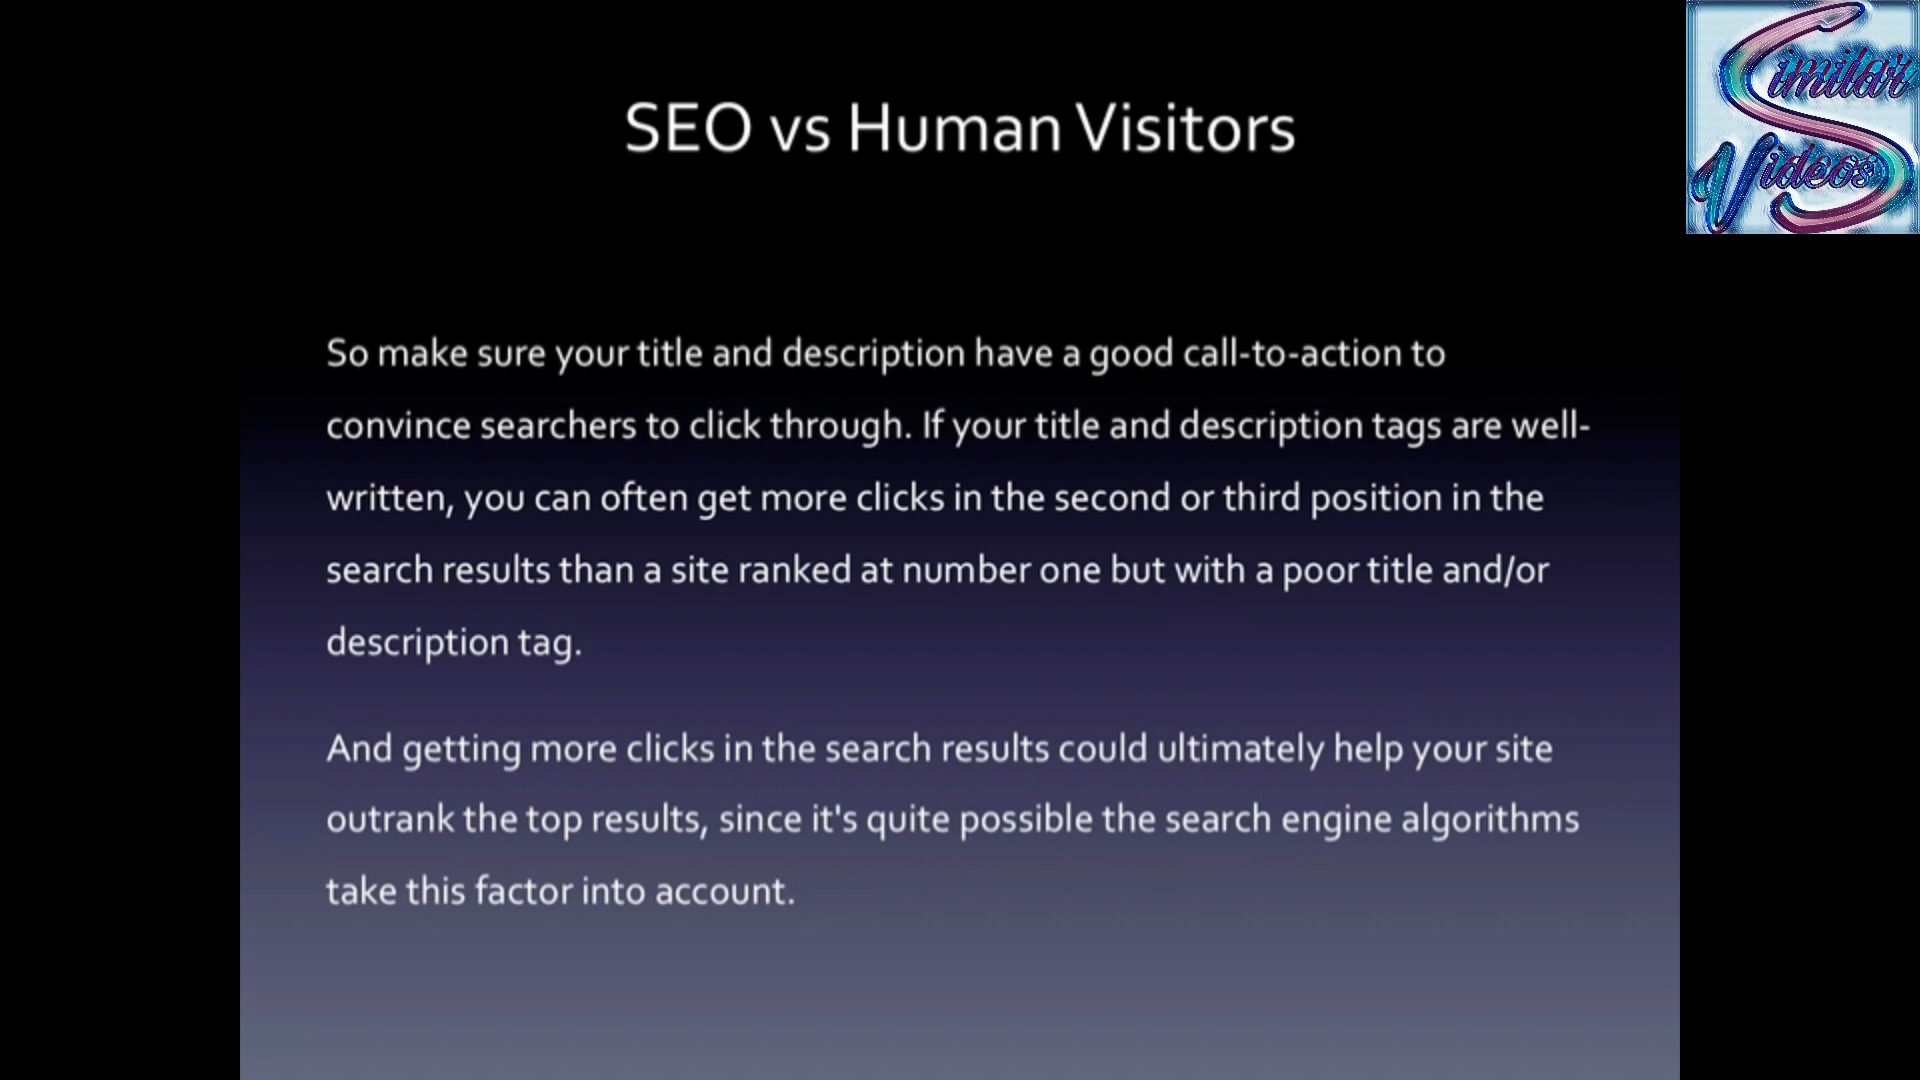 SEO vs Human Visitors
Similar
Videos
So make sure your title and description have a good call-to-action to
convince searchers to click through. If your title and description tags are well-
written, you can often get more clicks in the second or third position in the
search results than a site ranked at number one but with a poor title and/or
description tag.
And getting more clicks in the search results could ultimately help your site
outrank the top results, since it's quite possible the search engine algorithms
take this factor into account.